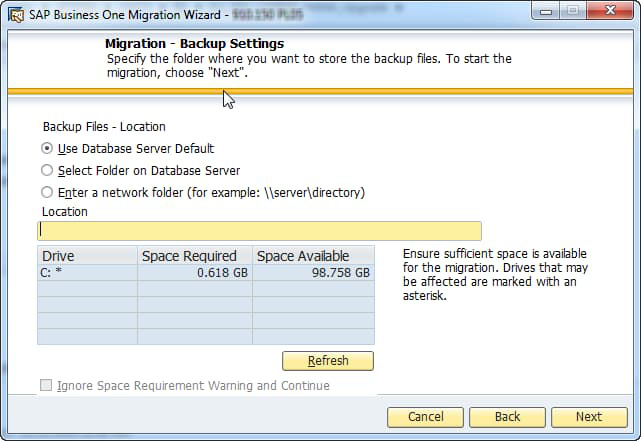 SAP Business One Migration Wizard -
Migration - Backup Settings
Specify the folder where you want to store the backup files. To start the
migration, choose "Next".
Backup Files - Location
Use Database Server Default
Select Folder on Database Server
Enter a network folder (for example: \\server\directory)
Location
Drive Space Required Space Available
C: * 0.618 GB 98.758 GB
Ensure sufficient space is available
for the migration. Drives that may
be affected are marked with an
asterisk.
Refresh
Ignore Space Requirement Warning and Continue
Cancel Back Next